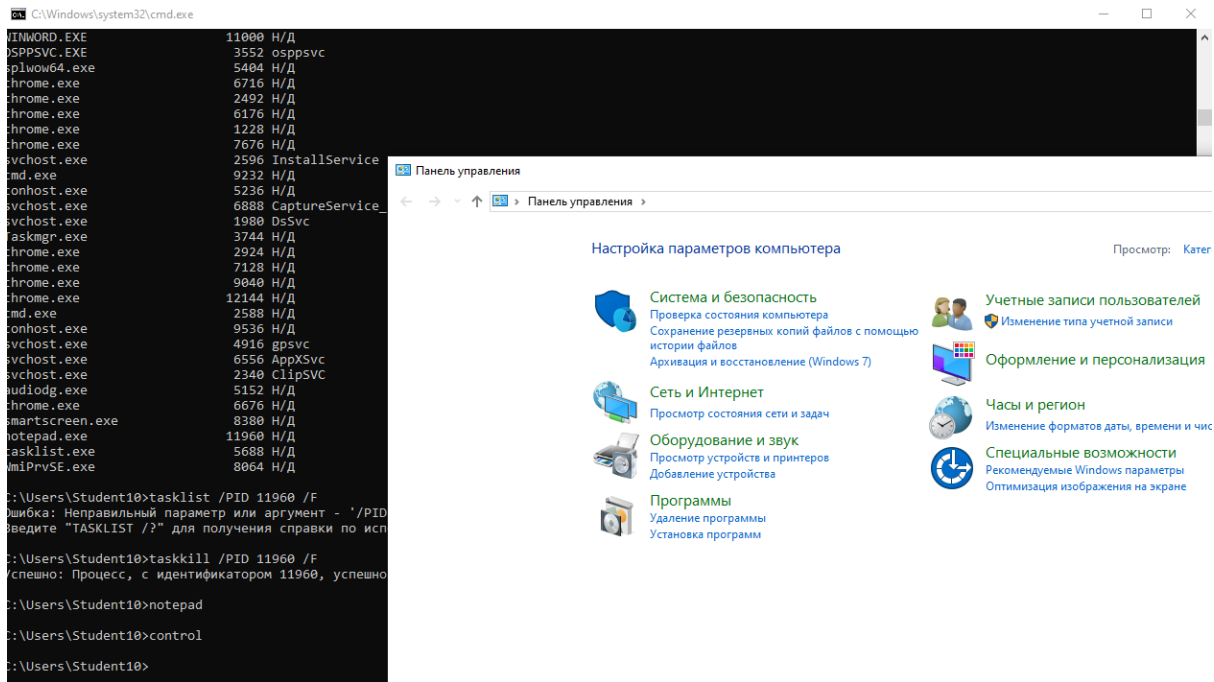 C:\Windows\system32\cmd.exe
WINWORD.EXE 11000 Н/Д
OSPPSVC.EXE 3552 osppsvc
splwow64.exe 5404 Н/Д
chrome.exe 6716 Н/Д
chrome.exe 2492 Н/Д
chrome.exe 6176 Н/Д
chrome.exe 1228 Н/Д
chrome.exe 7676 Н/Д
svchost.exe 2596 InstallService
cmd.exe 9232 Н/Д
conhost.exe 5236 Н/Д
svchost.exe 6888 CaptureService_
svchost.exe 1980 DsSvc
Taskmgr.exe 3744 Н/Д
chrome.exe 2924 Н/Д
chrome.exe 7128 Н/Д
chrome.exe 9040 Н/Д
chrome.exe 12144 Н/Д
cmd.exe 2588 Н/Д
conhost.exe 9536 Н/Д
svchost.exe 4916 gpsvc
svchost.exe 6556 AppXSvc
svchost.exe 2340 ClipSVC
audiodg.exe 5152 Н/Д
chrome.exe 6676 Н/Д
smartscreen.exe 8380 Н/Д
notepad.exe 11960 Н/Д
tasklist.exe 5688 Н/Д
WmiPrvSE.exe 8064 Н/Д
C:\Users\Student10>tasklist /PID 11960 /F
Ошибка: Неправильный параметр или аргумент - '/PID
Введите "TASKLIST /?" для получения справки по исп
C:\Users\Student10>taskkill /PID 11960 /F
Успешно: Процесс, с идентификатором 11960, успешно
C:\Users\Student10>notepad
C:\Users\Student10>control
C:\Users\Student10>
Панель управления
Панель управления
Настройка параметров компьютера
Просмотр: Катег
Система и безопасность
Проверка состояния компьютера
Сохранение резервных копий файлов с помощью
истории файлов
Архивация и восстановление (Windows 7)
Сеть и Интернет
Просмотр состояния сети и задач
Оборудование и звук
Просмотр устройств и принтеров
Добавление устройства
Программы
Удаление программы
Установка программ
Учетные записи пользователей
Изменение типа учетной записи
Оформление и персонализация
Часы и регион
Изменение форматов даты, времени и чис
Специальные возможности
Рекомендуемые Windows параметры
Оптимизация изображения на экране